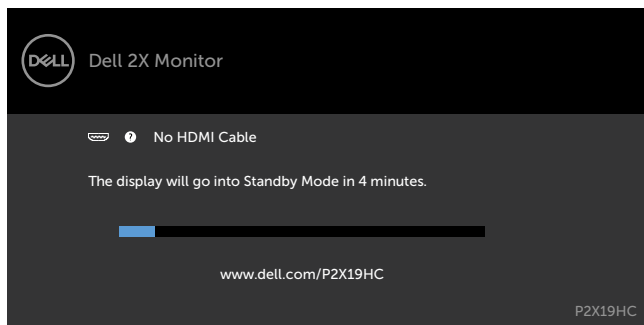 DELL Dell 2X Monitor
? No HDMI Cable
The display will go into Standby Mode in 4 minutes.
www.dell.com/P2X19HC
P2X19HC